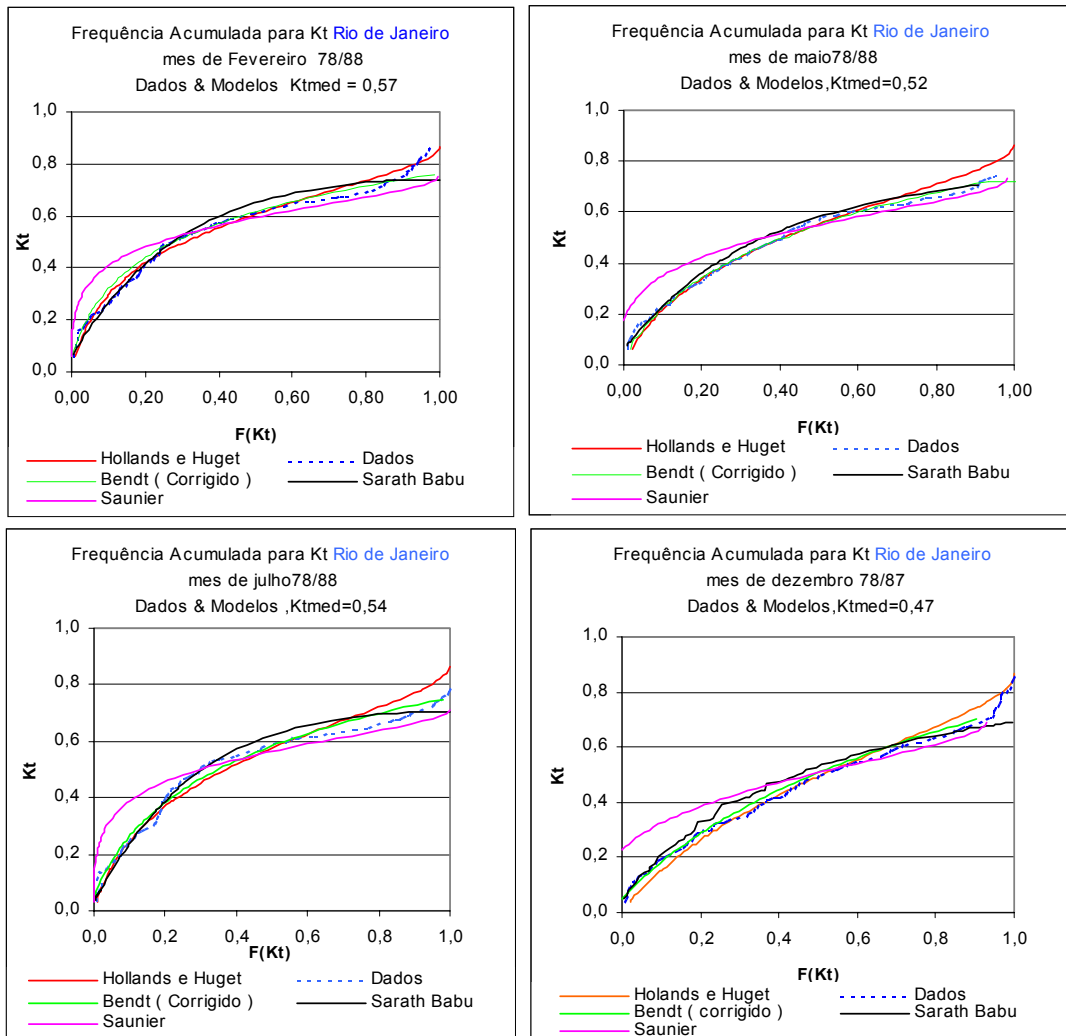 Frequência Acumulada para Kt Rio de Janeiro
mes de Fevereiro 78/88
Dados & Modelos Ktmed = 0,57
1,0
0,8
0,6
0,4
0,2
0,0
Kt
0,00 0,20 0,40 0,60 0,80 1,00
F(Kt)
Hollands e Huget
Dados
Bendt ( Corrigido )
Sarath Babu
Saunier
Frequência Acumulada para Kt Rio de Janeiro
mes de maio78/88
Dados & Modelos,Ktmed=0,52
1,0
0,8
0,6
0,4
0,2
0,0
Kt
0,00 0,20 0,40 0,60 0,80 1,00
F(Kt)
Hollands e Huget
Dados
Bendt ( Corrigido )
Sarath Babu
Saunier
Frequência Acumulada para Kt Rio de Janeiro
mes de julho78/88
Dados & Modelos ,Ktmed=0,54
1,0
0,8
0,6
0,4
0,2
0,0
Kt
0,0 0,2 0,4 0,6 0,8 1,0
F(Kt)
Hollands e Huget
Dados
Bendt ( Corrigido )
Sarath Babu
Saunier
Frequência Acumulada para Kt Rio de Janeiro
mes de dezembro 78/87
Dados & Modelos,Ktmed=0,47
1,0
0,8
0,6
0,4
0,2
0,0
Kt
0,0 0,2 0,4 0,6 0,8 1,0
F(Kt)
Holands e Huget
Dados
Bendt ( corrigido )
Sarath Babu
Saunier